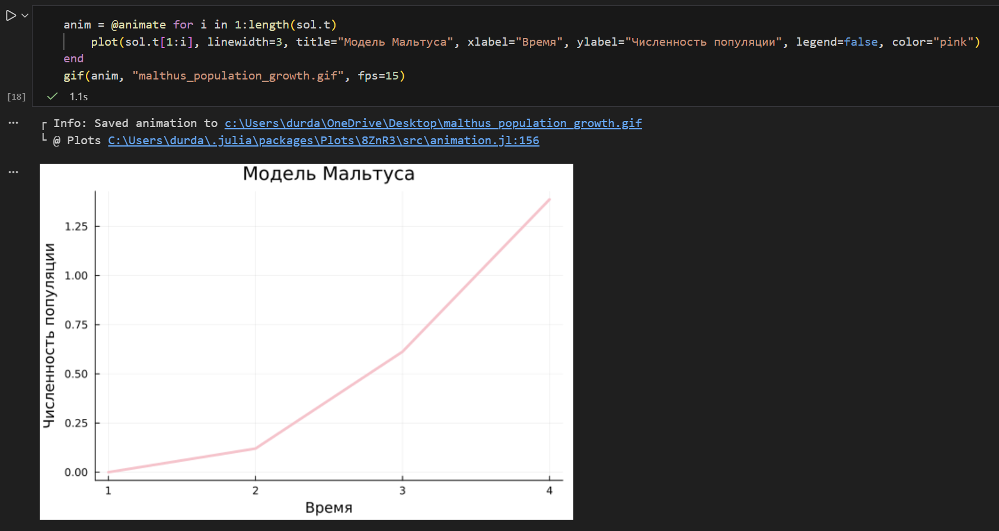 anim = @animate for i in 1:length(sol.t)
plot(sol.t[1:i], linewidth=3, title="Модель Мальтуса", xlabel="Время", ylabel="Численность популяции", legend=false, color="pink")
end
gif(anim, "malthus_population_growth.gif", fps=15)
[18] ✓ 1.1s
┌ Info: Saved animation to c:\Users\durda\OneDrive\Desktop\malthus_population_growth.gif
└ @ Plots C:\Users\durda\.julia\packages\Plots\8ZnR3\src\animation.jl:156
Модель Мальтуса
Численность популяции
1.25
1.00
0.75
0.50
0.25
0.00
1 2 3 4
Время